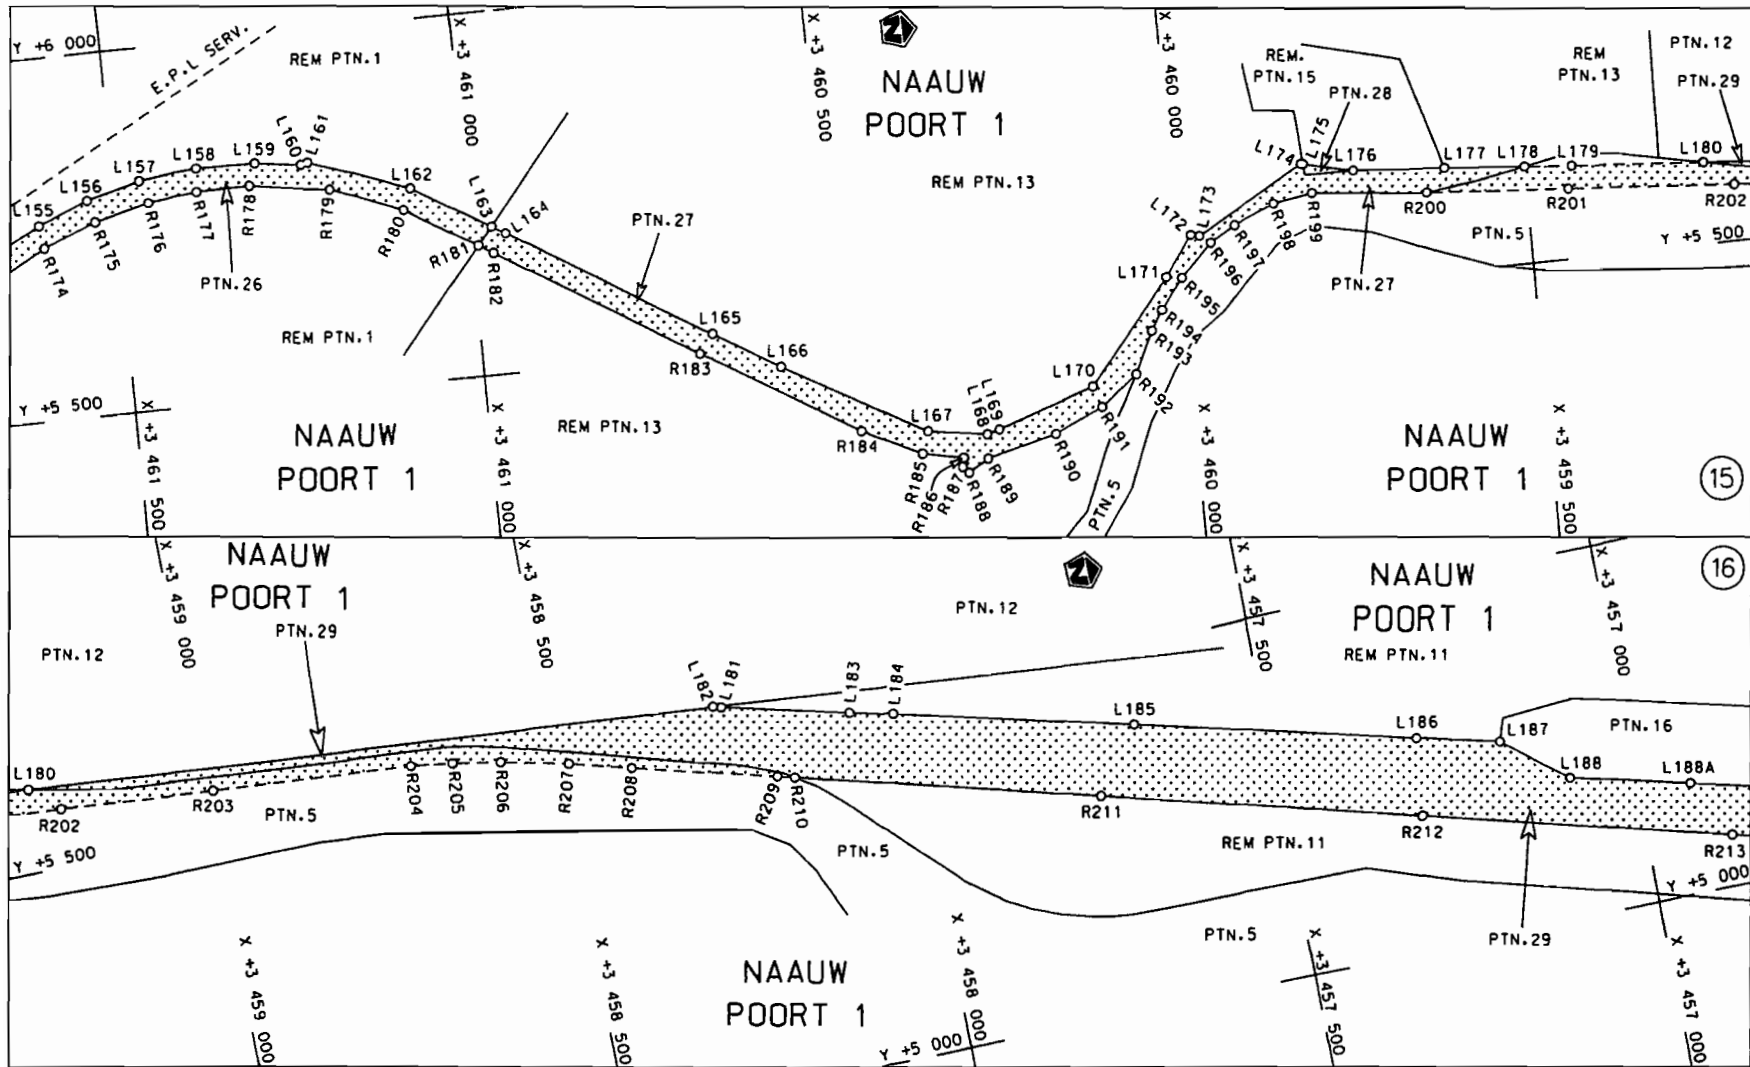 Y +6 000
E.P.L SERV.
REM PTN.1
X +3 461 000
X +3 460 500
N
NAAUW
POORT 1
X +3 460 000
REM.
PTN.15
PTN.28
REM
PTN.13
PTN.12
PTN.29
L155
L156
L157
L158
L159
L160
L161
L162
L163
L164
PTN.27
REM PTN.13
L165
L166
L167
L168
L169
L170
L171
L172
L173
L174
L175
L176
L177
L178
L179
L180
R174
R175
R176
R177
R178
R179
R180
R181
R182
R183
R184
R185
R186
R187
R188
R189
R190
R191
R192
R193
R194
R195
R196
R197
R198
R199
R200
R201
R202
PTN.26
PTN.27
PTN.5
Y +5 500
REM PTN.1
Y +5 500
X +3 461 500
NAAUW
POORT 1
X +3 461 000
REM PTN.13
PTN.5
X +3 460 000
NAAUW
POORT 1
X +3 459 500
15
X +3 459 000
NAAUW
POORT 1
PTN.29
PTN.12
X +3 458 500
N
PTN.12
X +3 457 500
NAAUW
POORT 1
REM PTN.11
X +3 457 000
16
L180
L182
L181
L183
L184
L185
L186
L187
PTN.16
L188
L188A
R202
R203
R204
R205
R206
R207
R208
R209
R210
R211
R212
R213
PTN.5
Y +5 500
PTN.5
REM PTN.11
Y +5 000
PTN.5
PTN.29
X +3 459 000
X +3 458 500
NAAUW
POORT 1
X +3 458 000
Y +5 000
X +3 457 500
X +3 457 000